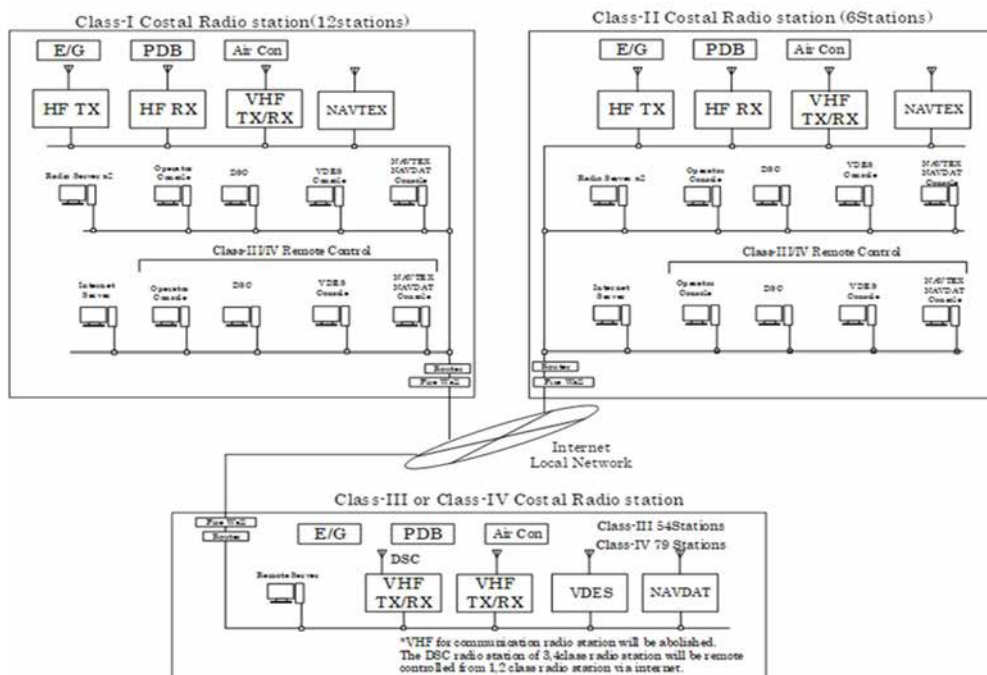 Class-I Costal Radio station(12stations)
E/G
PDB
Air Con
HF TX
HF RX
VHF
TX/RX
NAVTEX
Radio Server x2
Operator
Console
DSC
VDES
Console
NAVTEX
NAVDAT
Console
Class-III/IV Remote Control
Internet
Server
Operator
Console
DSC
VDES
Console
NAVTEX
NAVDAT
Console
Router
Fire Wall
Class-II Costal Radio station (6Stations)
E/G
PDB
Air Con
HF TX
HF RX
VHF
TX/RX
NAVTEX
Radio Server x2
Operator
Console
DSC
VDES
Console
NAVTEX
NAVDAT
Console
Class-III/IV Remote Control
Internet
Server
Operator
Console
DSC
VDES
Console
NAVTEX
NAVDAT
Console
Router
Fire Wall
Internet
Local Network
Class-III or Class-IV Costal Radio station
Fire Wall
Router
E/G
PDB
Air Con
Class-III 54Stations
Class-IV 79 Stations
DSC
Remote Server
VHF
TX/RX
VHF
TX/RX
VDES
NAVDAT
*VHF for communication radio station will be abolished.
The DSC radio station of 3,4class radio station will be remote
controlled from 1,2 class radio station via internet.